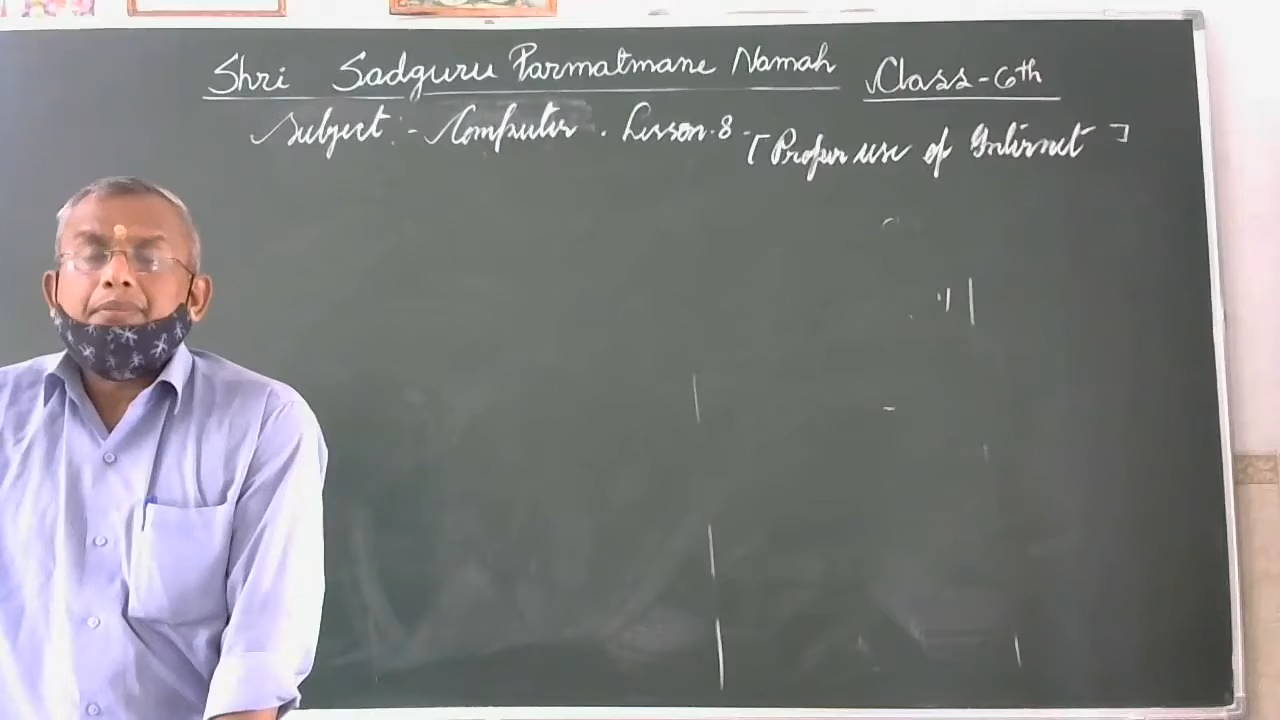 Shri Sadguru Parmatmane Namah Class-6th
Subject:- Computer. Lesson.8- [Proper use of Internet]